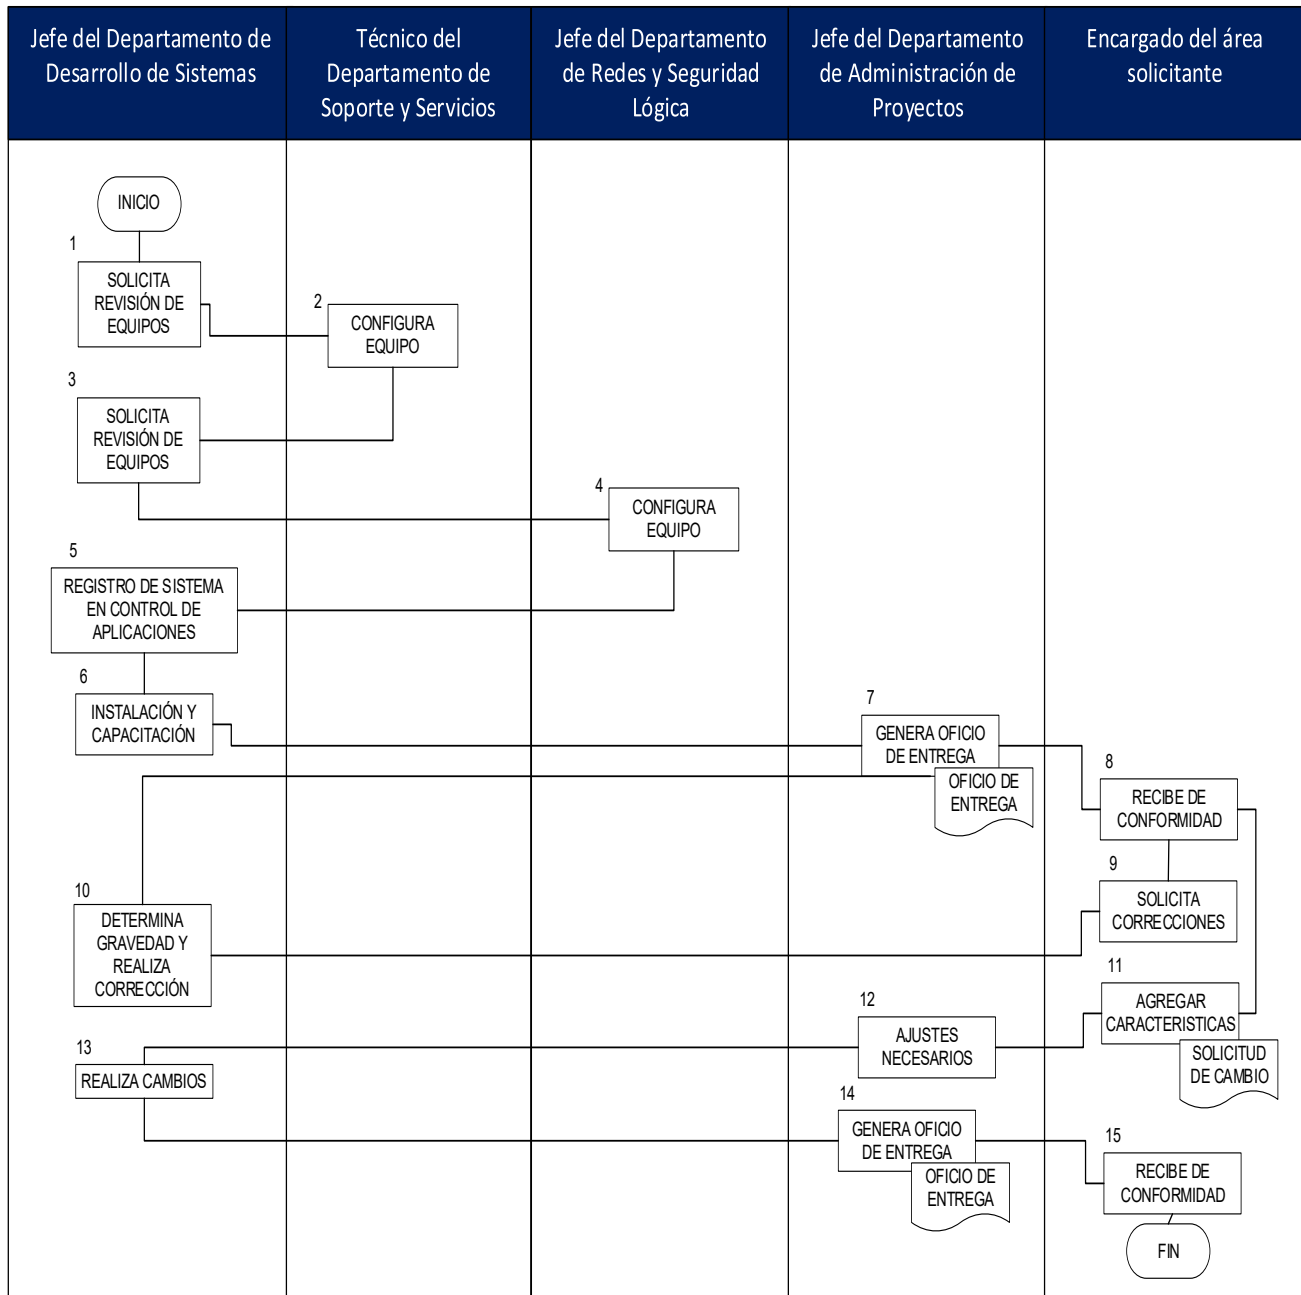 Jefe del Departamento de
Desarrollo de Sistemas
Técnico del
Departamento de
Soporte y Servicios
Jefe del Departamento
de Redes y Seguridad
Lógica
Jefe del Departamento
de Administración de
Proyectos
Encargado del área
solicitante
INICIO
1
SOLICITA
REVISIÓN DE
EQUIPOS
2
CONFIGURA
EQUIPO
3
SOLICITA
REVISIÓN DE
EQUIPOS
4
CONFIGURA
EQUIPO
5
REGISTRO DE SISTEMA
EN CONTROL DE
APLICACIONES
6
INSTALACIÓN Y
CAPACITACIÓN
7
GENERA OFICIO
DE ENTREGA
OFICIO DE
ENTREGA
8
RECIBE DE
CONFORMIDAD
9
SOLICITA
CORRECCIONES
10
DETERMINA
GRAVEDAD Y
REALIZA
CORRECCIÓN
11
AGREGAR
CARACTERISTICAS
SOLICITUD
DE CAMBIO
12
AJUSTES
NECESARIOS
13
REALIZA CAMBIOS
14
GENERA OFICIO
DE ENTREGA
OFICIO DE
ENTREGA
15
RECIBE DE
CONFORMIDAD
FIN